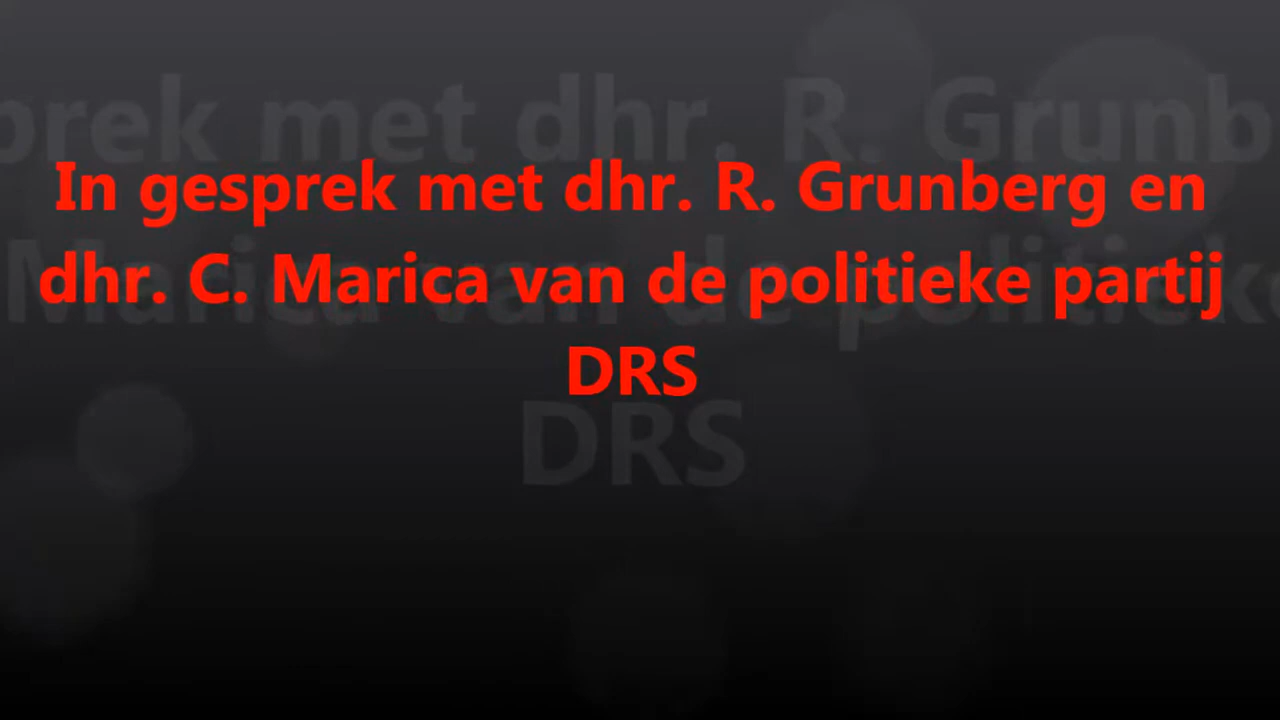 In gesprek met dhr. R. Grunberg en
dhr. C. Marica van de politieke partij
DRS